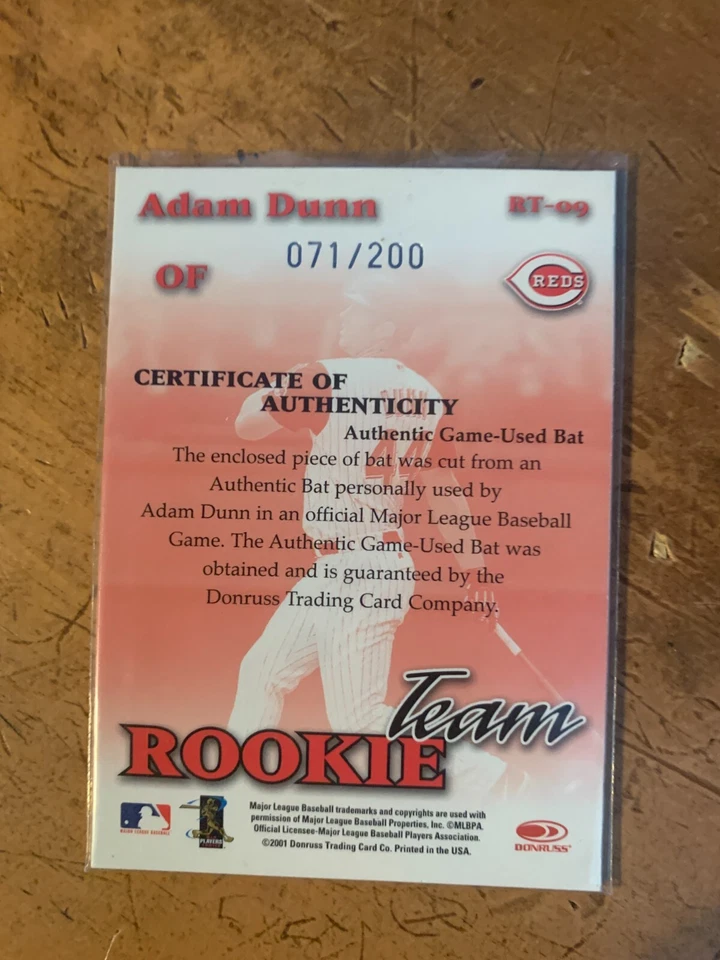 Adam Dunn
RT-09
071/200
OF
REDS
CERTIFICATE OF
AUTHENTICITY
Authentic Game-Used Bat
The enclosed piece of bat was cut from an
Authentic Bat personally used by
Adam Dunn in an official Major League Baseball
Game. The Authentic Game-Used Bat was
obtained and is guaranteed by the
Donruss Trading Card Company.
Team
ROOKIE
MAJOR LEAGUE BASEBALL
PLAYERS
Major League Baseball trademarks and copyrights are used with
permission of Major League Baseball Properties, Inc. ©MLBPA.
Official Licensee-Major League Baseball Players Association.
©2001 Donruss Trading Card Co. Printed in the USA.
DONRUSS